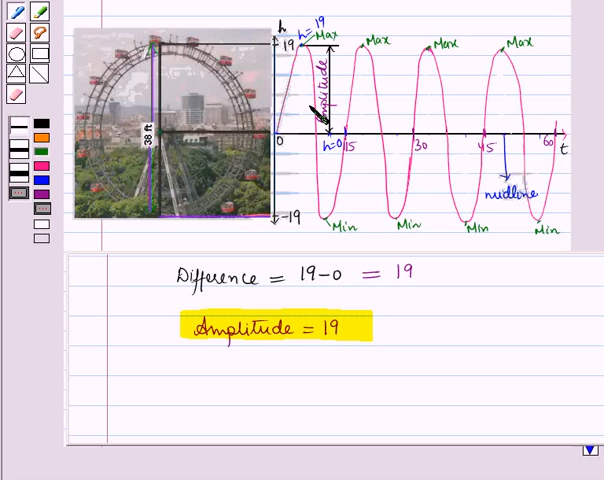 h
h=19
19 Max Max Max Max
Amplitude
38 ft
0 h=0 15 30 45 60 t
midline
-19 Min Min Min Min
Difference = 19-0 = 19
Amplitude = 19